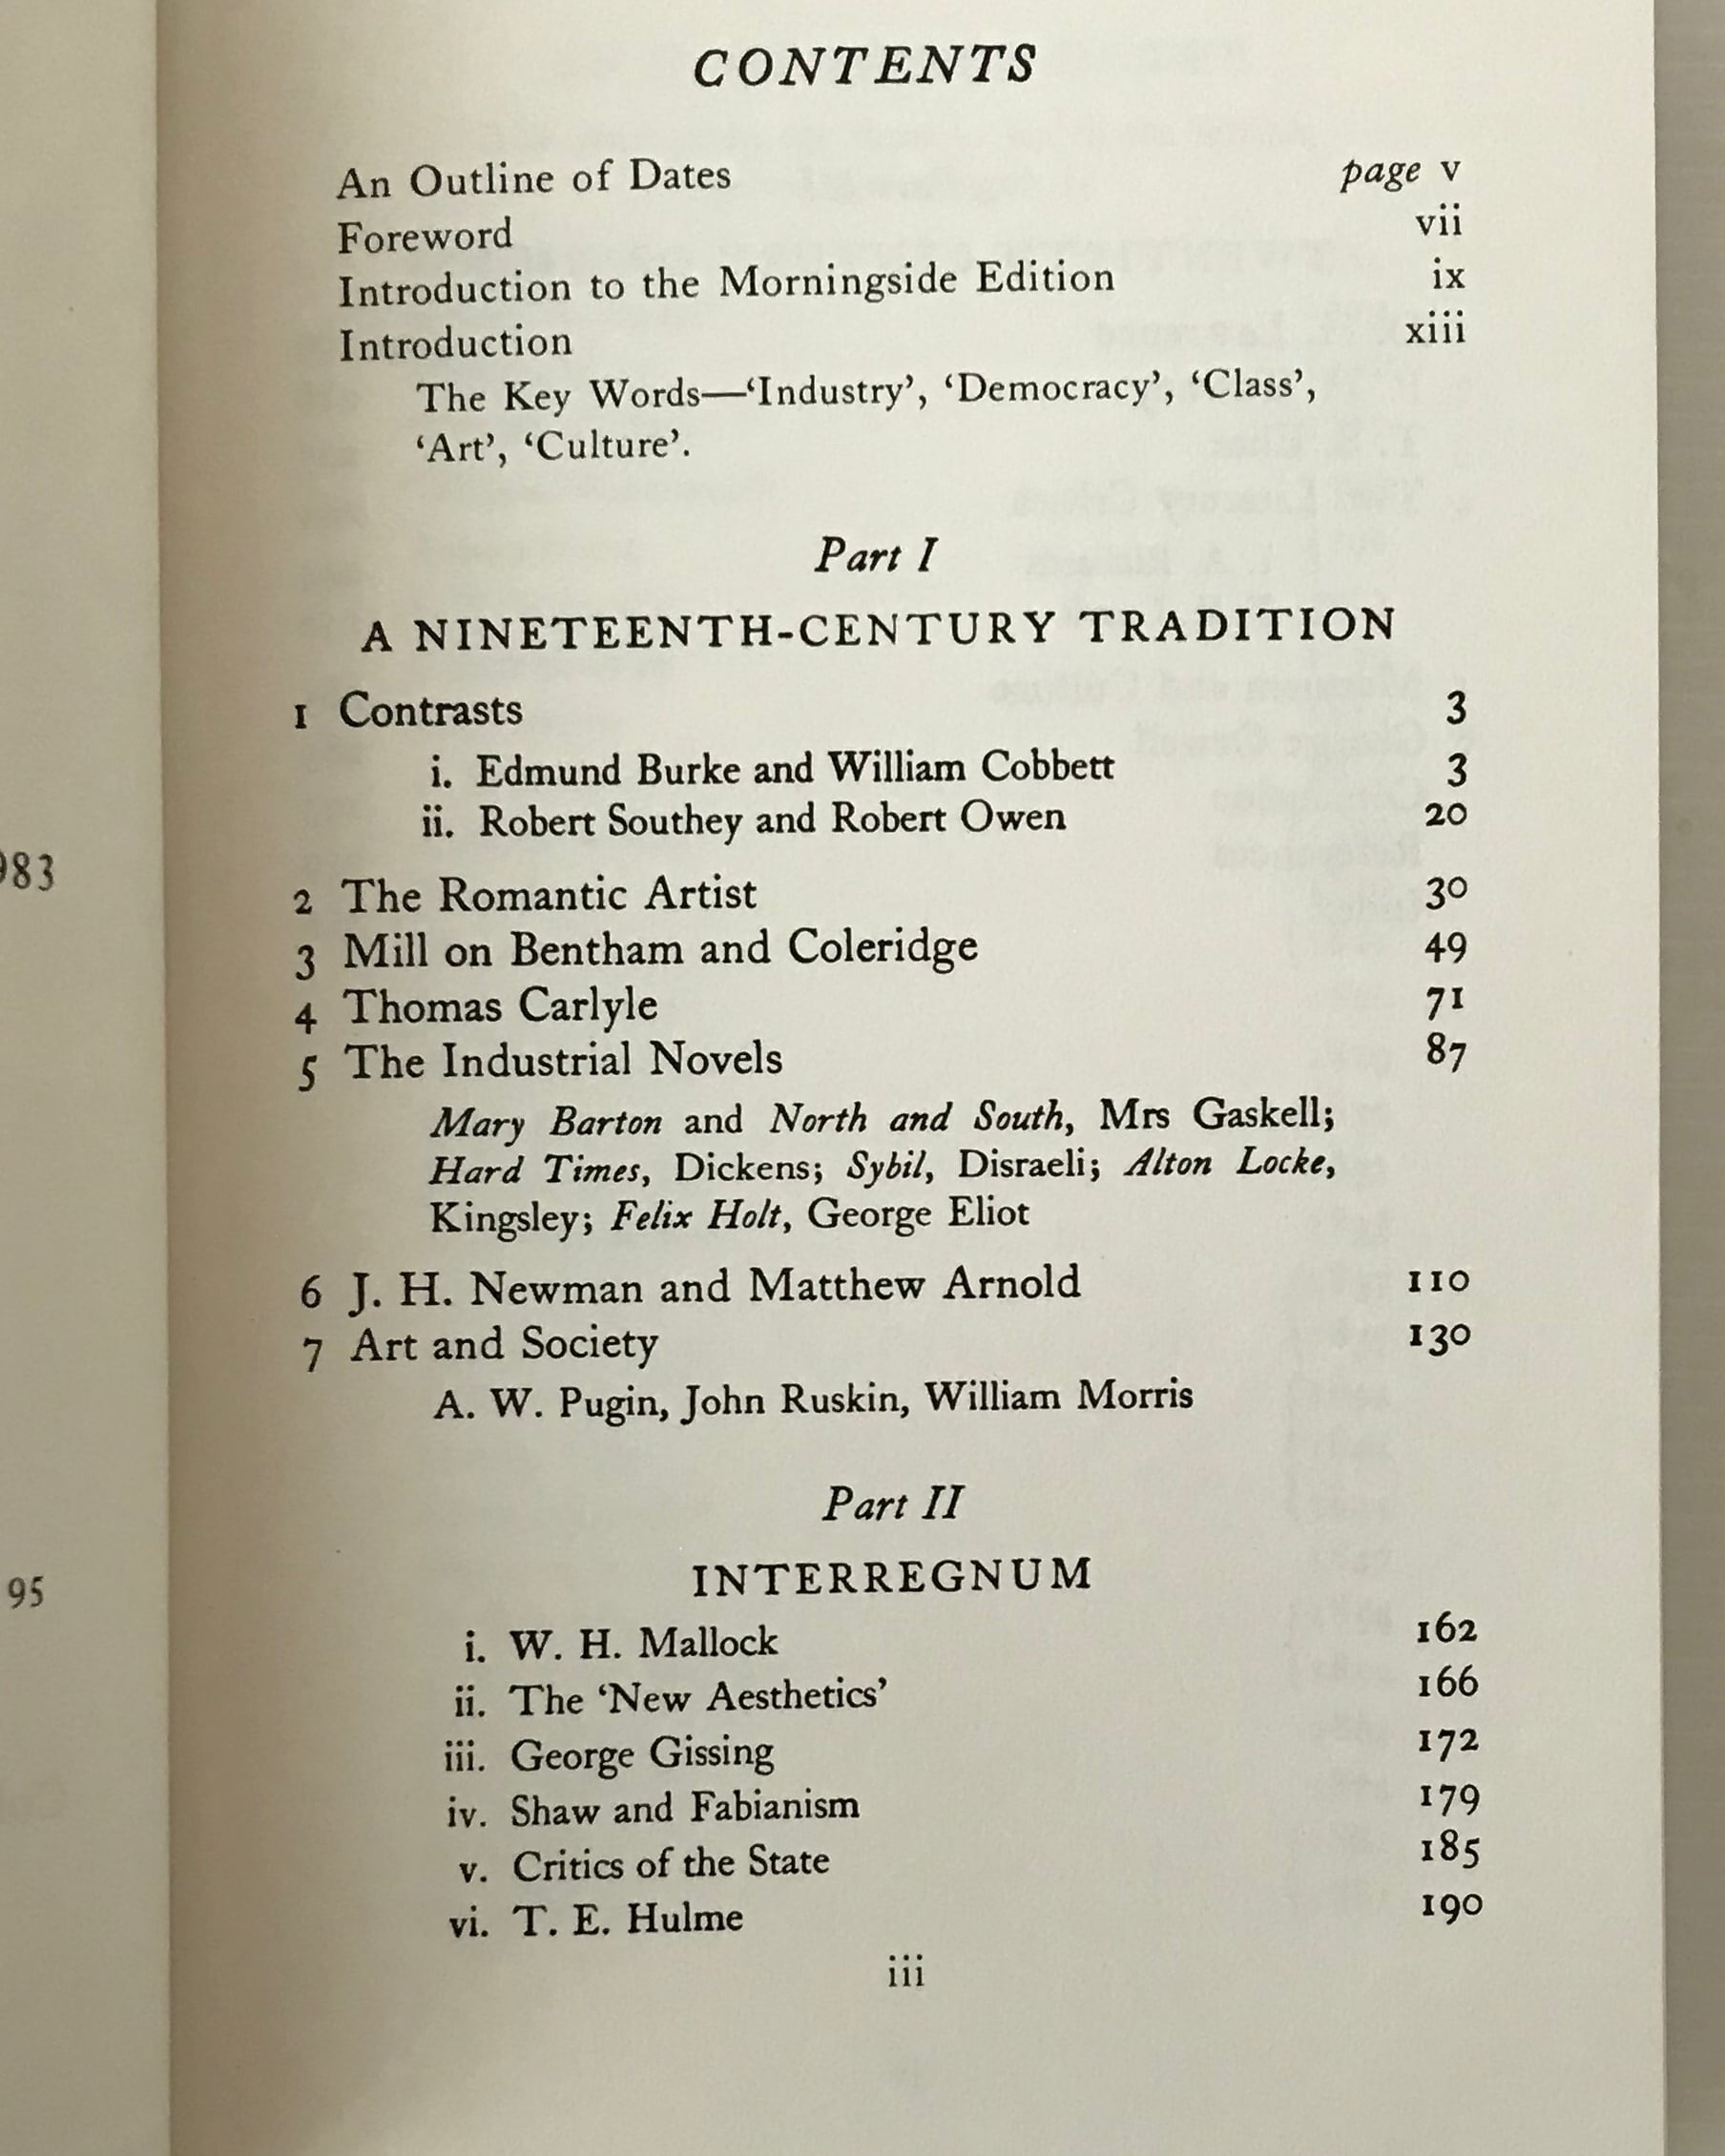 CONTENTS
An Outline of Dates page v
Foreword vii
Introduction to the Morningside Edition ix
Introduction xiii
The Key Words—‘Industry’, ‘Democracy’, ‘Class’,
‘Art’, ‘Culture’.
Part I
A NINETEENTH-CENTURY TRADITION
1 Contrasts 3
i. Edmund Burke and William Cobbett 3
ii. Robert Southey and Robert Owen 20
2 The Romantic Artist 30
3 Mill on Bentham and Coleridge 49
4 Thomas Carlyle 71
5 The Industrial Novels 87
Mary Barton and North and South, Mrs Gaskell;
Hard Times, Dickens; Sybil, Disraeli; Alton Locke,
Kingsley; Felix Holt, George Eliot
6 J. H. Newman and Matthew Arnold 110
7 Art and Society 130
A. W. Pugin, John Ruskin, William Morris
Part II
INTERREGNUM
i. W. H. Mallock 162
ii. The ‘New Aesthetics’ 166
iii. George Gissing 172
iv. Shaw and Fabianism 179
v. Critics of the State 185
vi. T. E. Hulme 190
iii
983
95